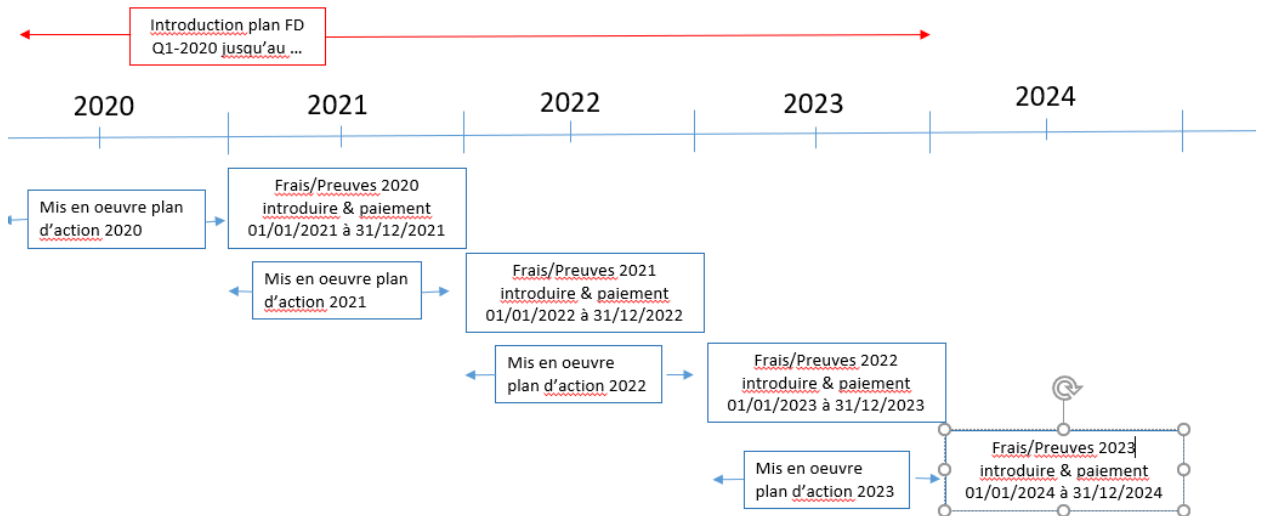 Introduction plan FD
Q1-2020 jusqu'au ...
2020
2021
2022
2023
2024
Mis en oeuvre plan
d'action 2020
Frais/Preuves 2020
introduire & paiement
01/01/2021 à 31/12/2021
Mis en oeuvre plan
d'action 2021
Frais/Preuves 2021
introduire & paiement
01/01/2022 à 31/12/2022
Mis en oeuvre
plan d'action 2022
Frais/Preuves 2022
introduire & paiement
01/01/2023 à 31/12/2023
Mis en oeuvre
plan d'action 2023
Frais/Preuves 2023
introduire & paiement
01/01/2024 à 31/12/2024